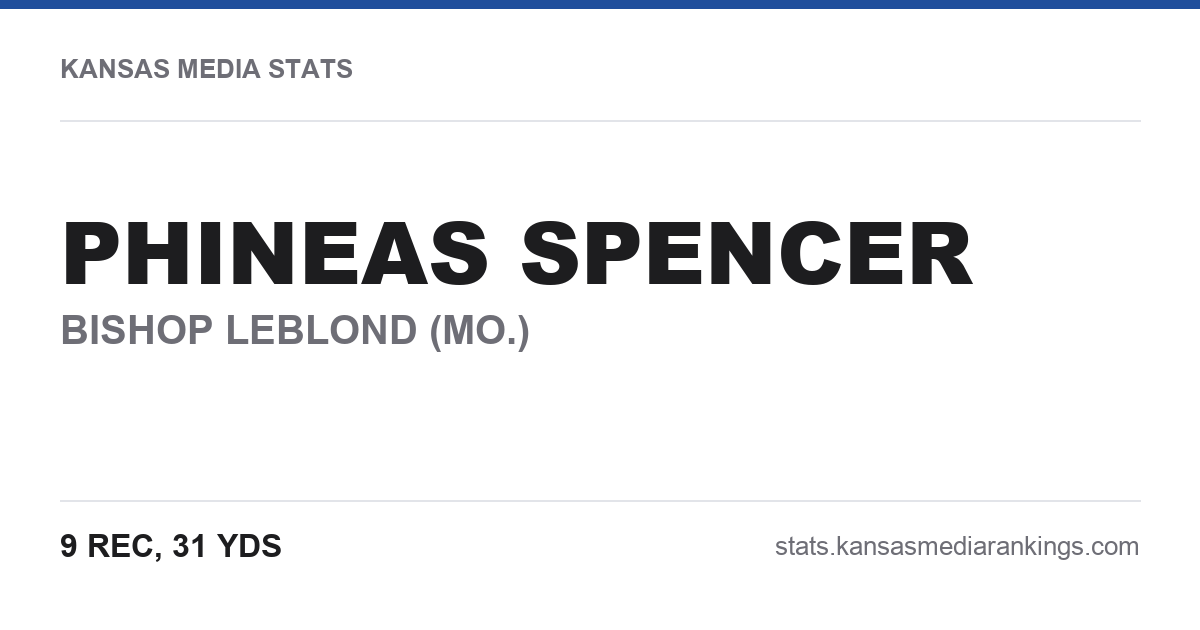 KANSAS MEDIA STATS
PHINEAS SPENCER
BISHOP LEBLOND (MO.)
9 REC, 31 YDS
stats.kansasmediarankings.com